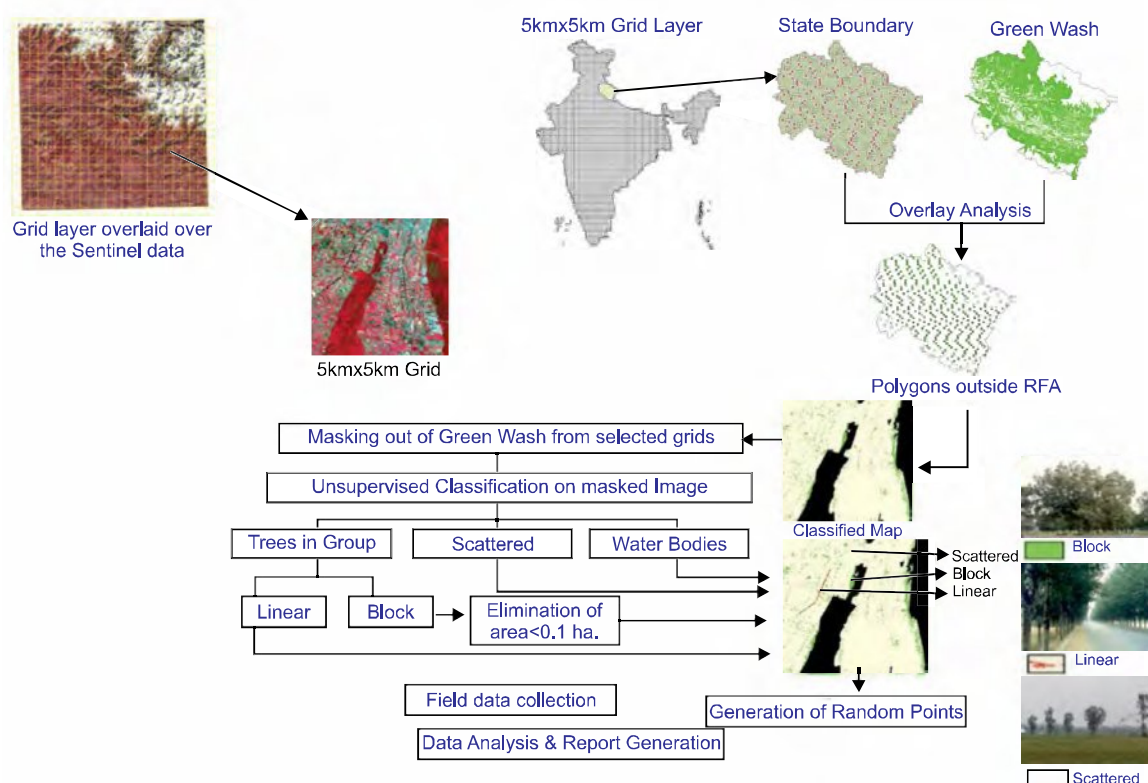 5kmx5km Grid Layer
State Boundary
Green Wash
Grid layer overlaid over
the Sentinel data
Overlay Analysis
5kmx5km Grid
Polygons outside RFA
Masking out of Green Wash from selected grids
Unsupervised Classification on masked Image
Classified Map
Trees in Group
Scattered
Water Bodies
Scattered
Block
Linear
Block
Linear
Block
Elimination of
area<0.1 ha.
Linear
Field data collection
Generation of Random Points
Data Analysis & Report Generation
Scattered